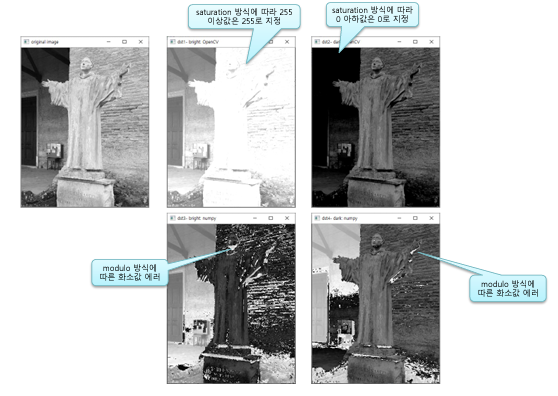 saturation 방식에 따라 255
이상값은 255로 지정
saturation 방식에 따라
0 아하값은 0로 지정
original image
dst1- bright: OpenCV
dst2- dark: OpenCV
dst3- bright: numpy
dst4- dark: numpy
modulo 방식에
따른 화소값 에러
modulo 방식에
따른 화소값 에러